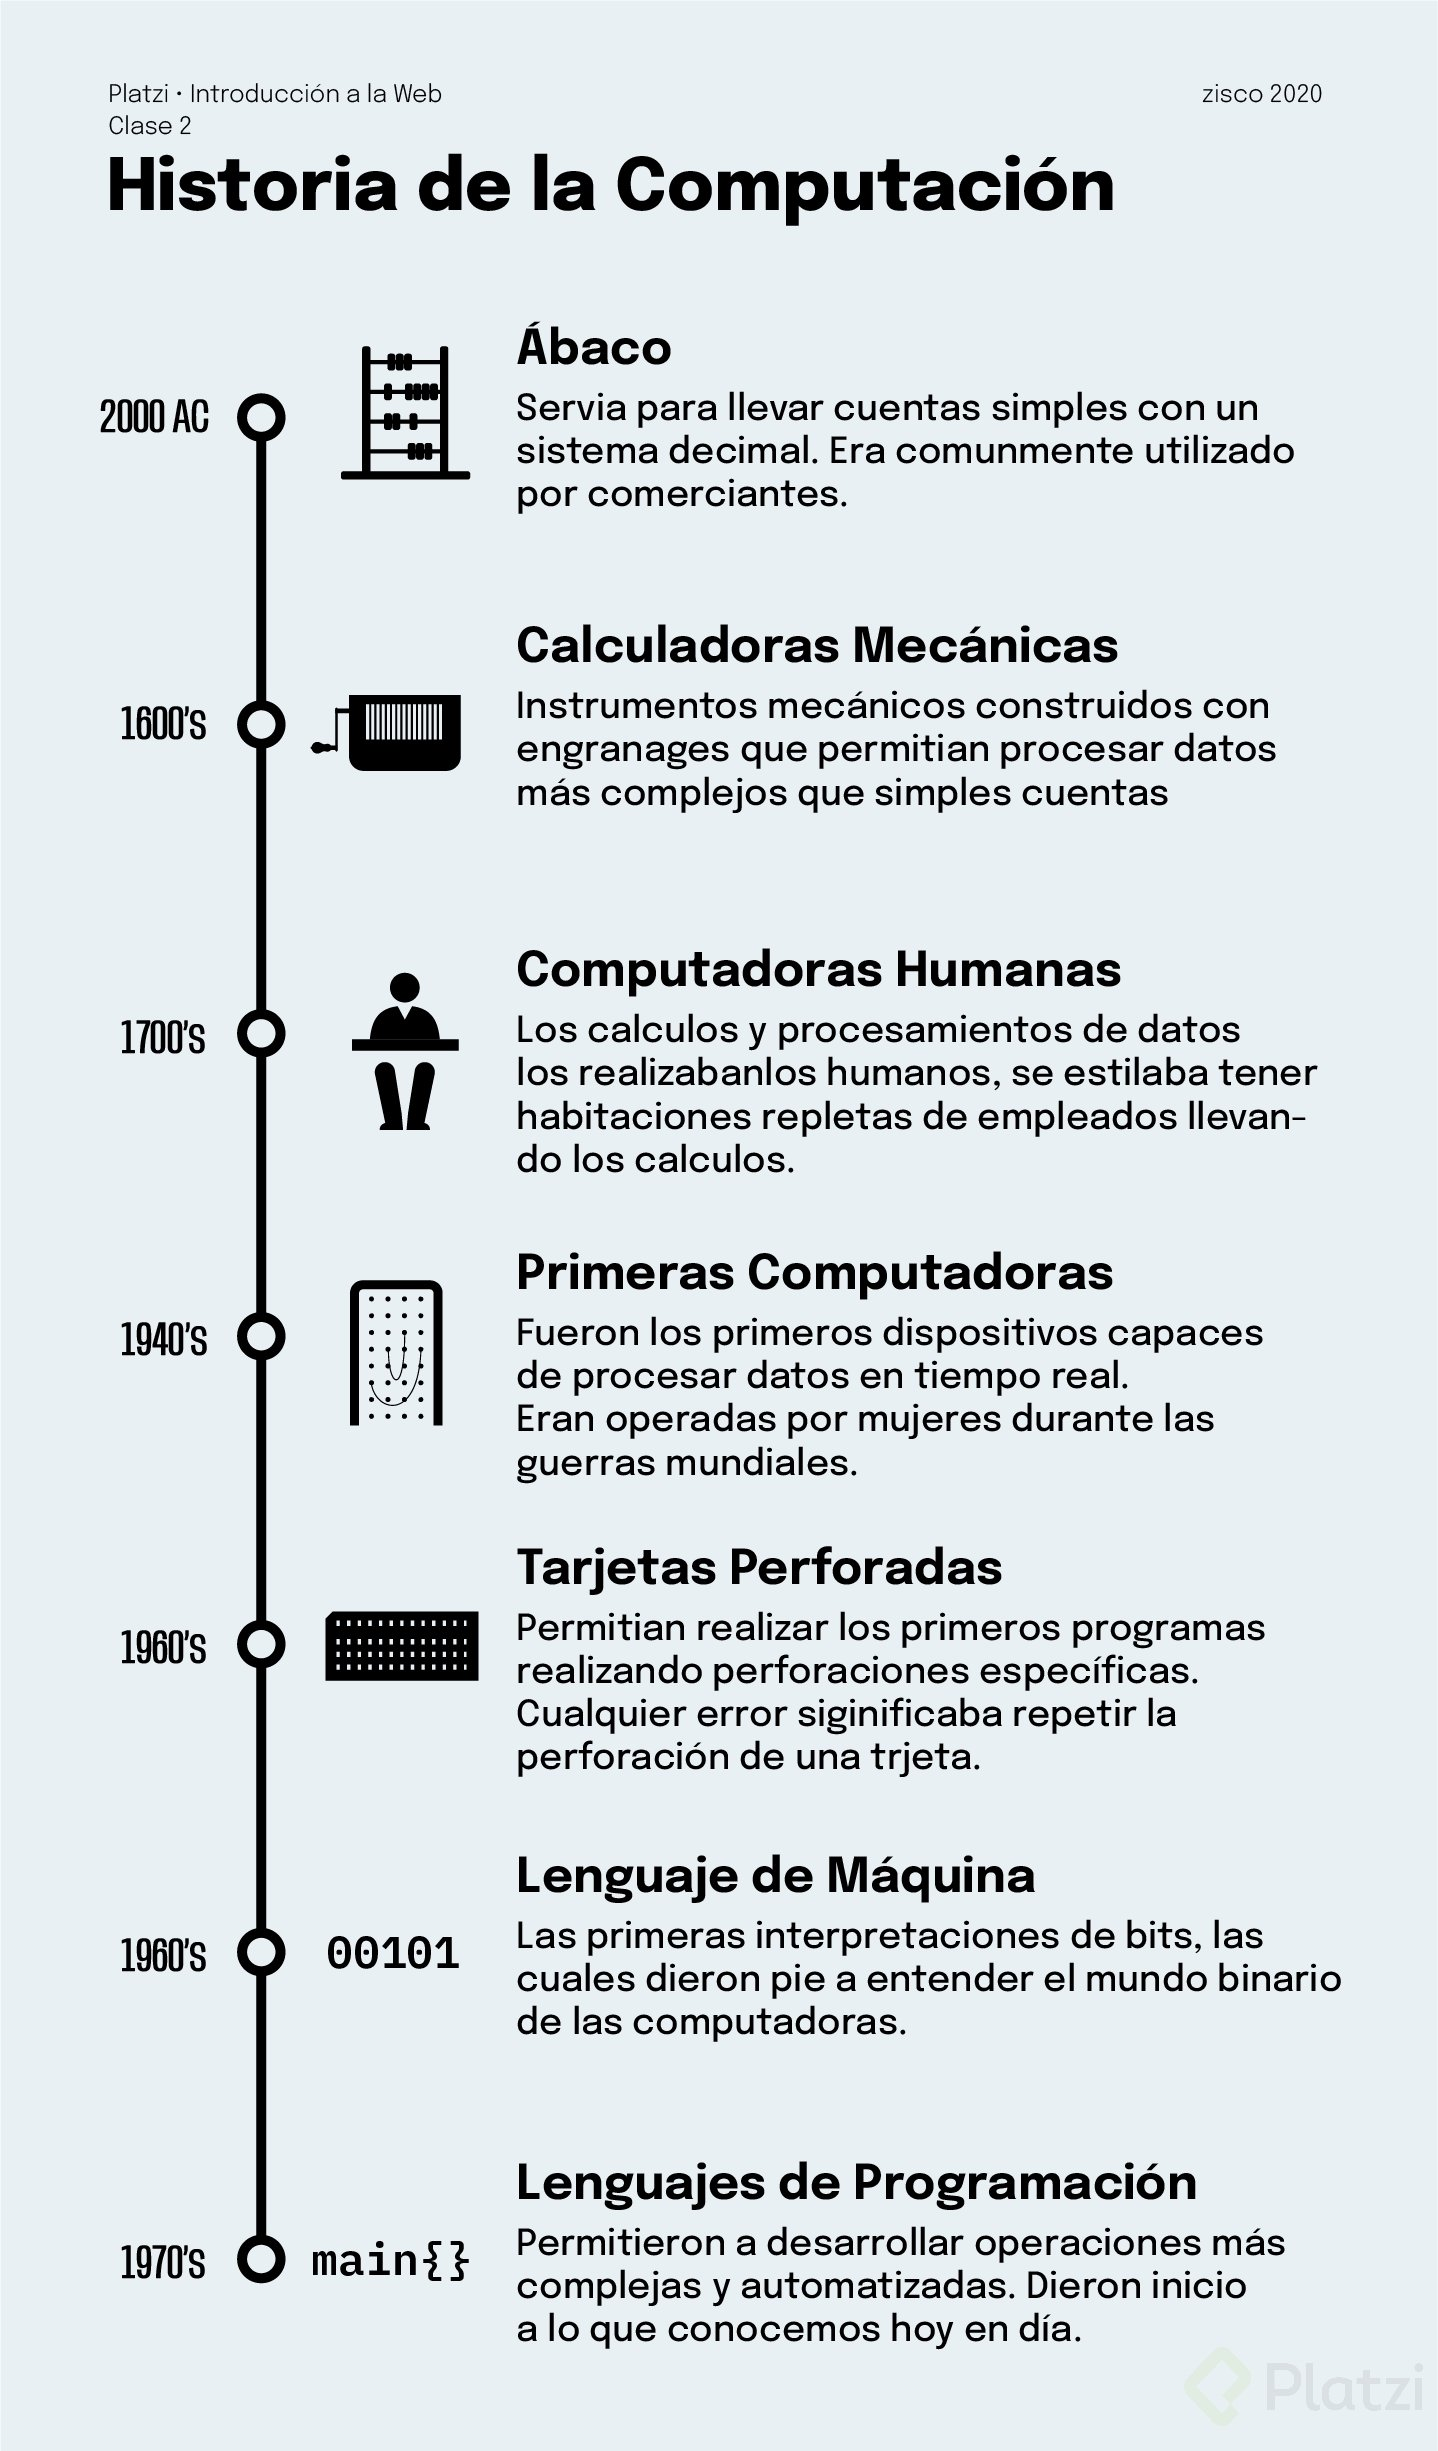 Platzi • Introducción a la Web
zisco 2020
Clase 2
Historia de la Computación
2000 AC
Ábaco
Servia para llevar cuentas simples con un
sistema decimal. Era comunmente utilizado
por comerciantes.
1600's
Calculadoras Mecánicas
Instrumentos mecánicos construidos con
engranages que permitian procesar datos
más complejos que simples cuentas
1700's
Computadoras Humanas
Los calculos y procesamientos de datos
los realizabanlos humanos, se estilaba tener
habitaciones repletas de empleados llevan-
do los calculos.
1940's
Primeras Computadoras
Fueron los primeros dispositivos capaces
de procesar datos en tiempo real.
Eran operadas por mujeres durante las
guerras mundiales.
1960's
Tarjetas Perforadas
Permitian realizar los primeros programas
realizando perforaciones específicas.
Cualquier error siginificaba repetir la
perforación de una trjeta.
1960's
00101
Lenguaje de Máquina
Las primeras interpretaciones de bits, las
cuales dieron pie a entender el mundo binario
de las computadoras.
1970's
main{}
Lenguajes de Programación
Permitieron a desarrollar operaciones más
complejas y automatizadas. Dieron inicio
a lo que conocemos hoy en día.
Platzi